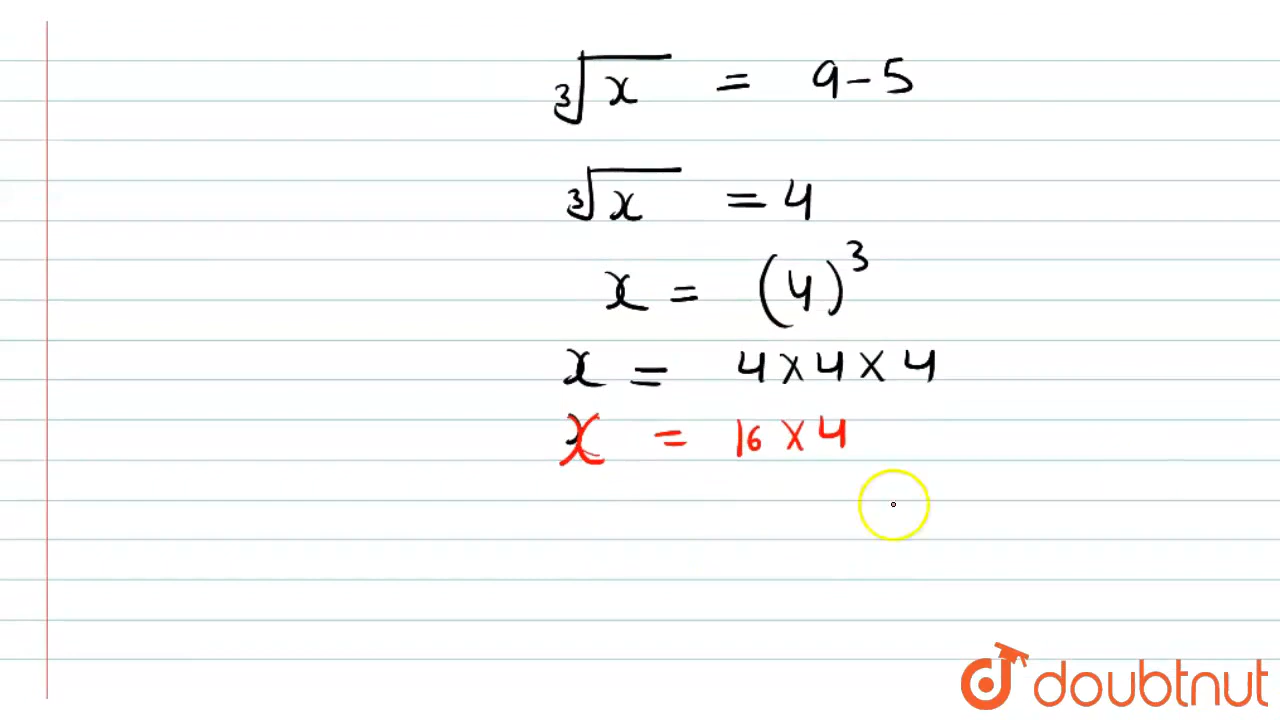 ∛x = 9 - 5
∛x = 4
x = (4)³
x = 4 × 4 × 4
x = 16 × 4
doubtnut